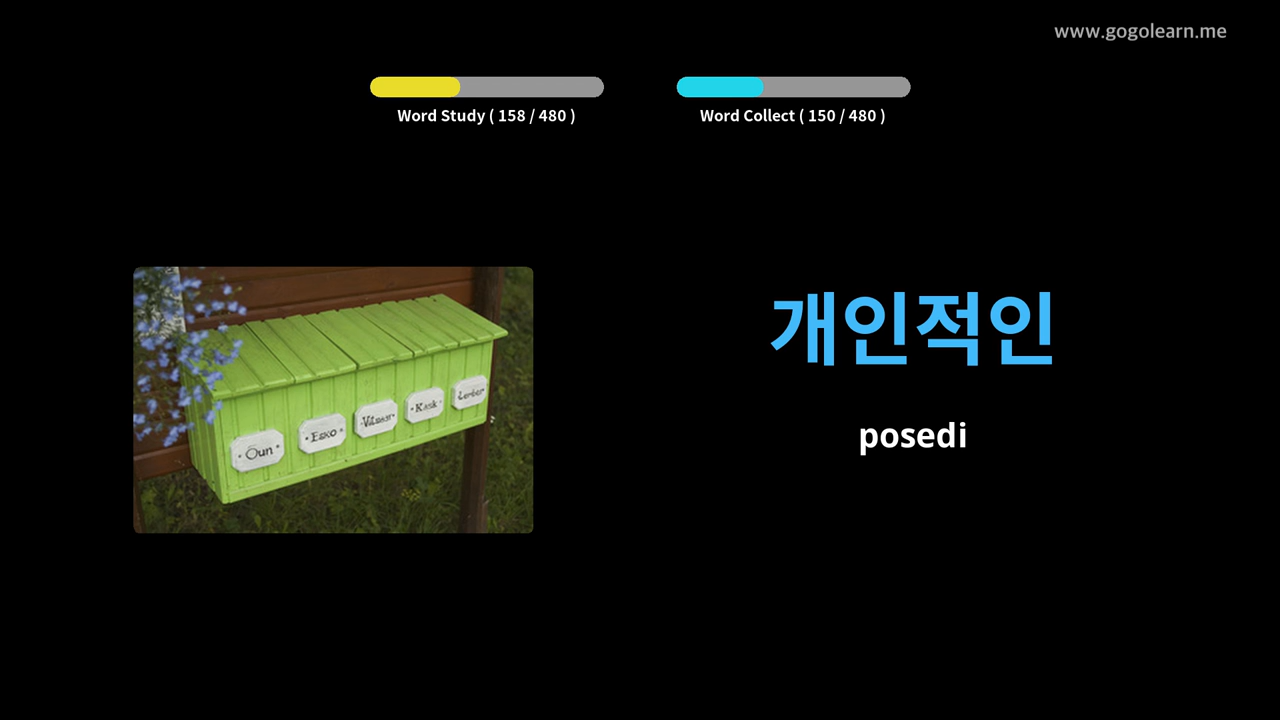 www.gogolearn.me
Word Study ( 158 / 480 )
Word Collect ( 150 / 480 )
개인적인
posedi
Oun
Esko
Kask